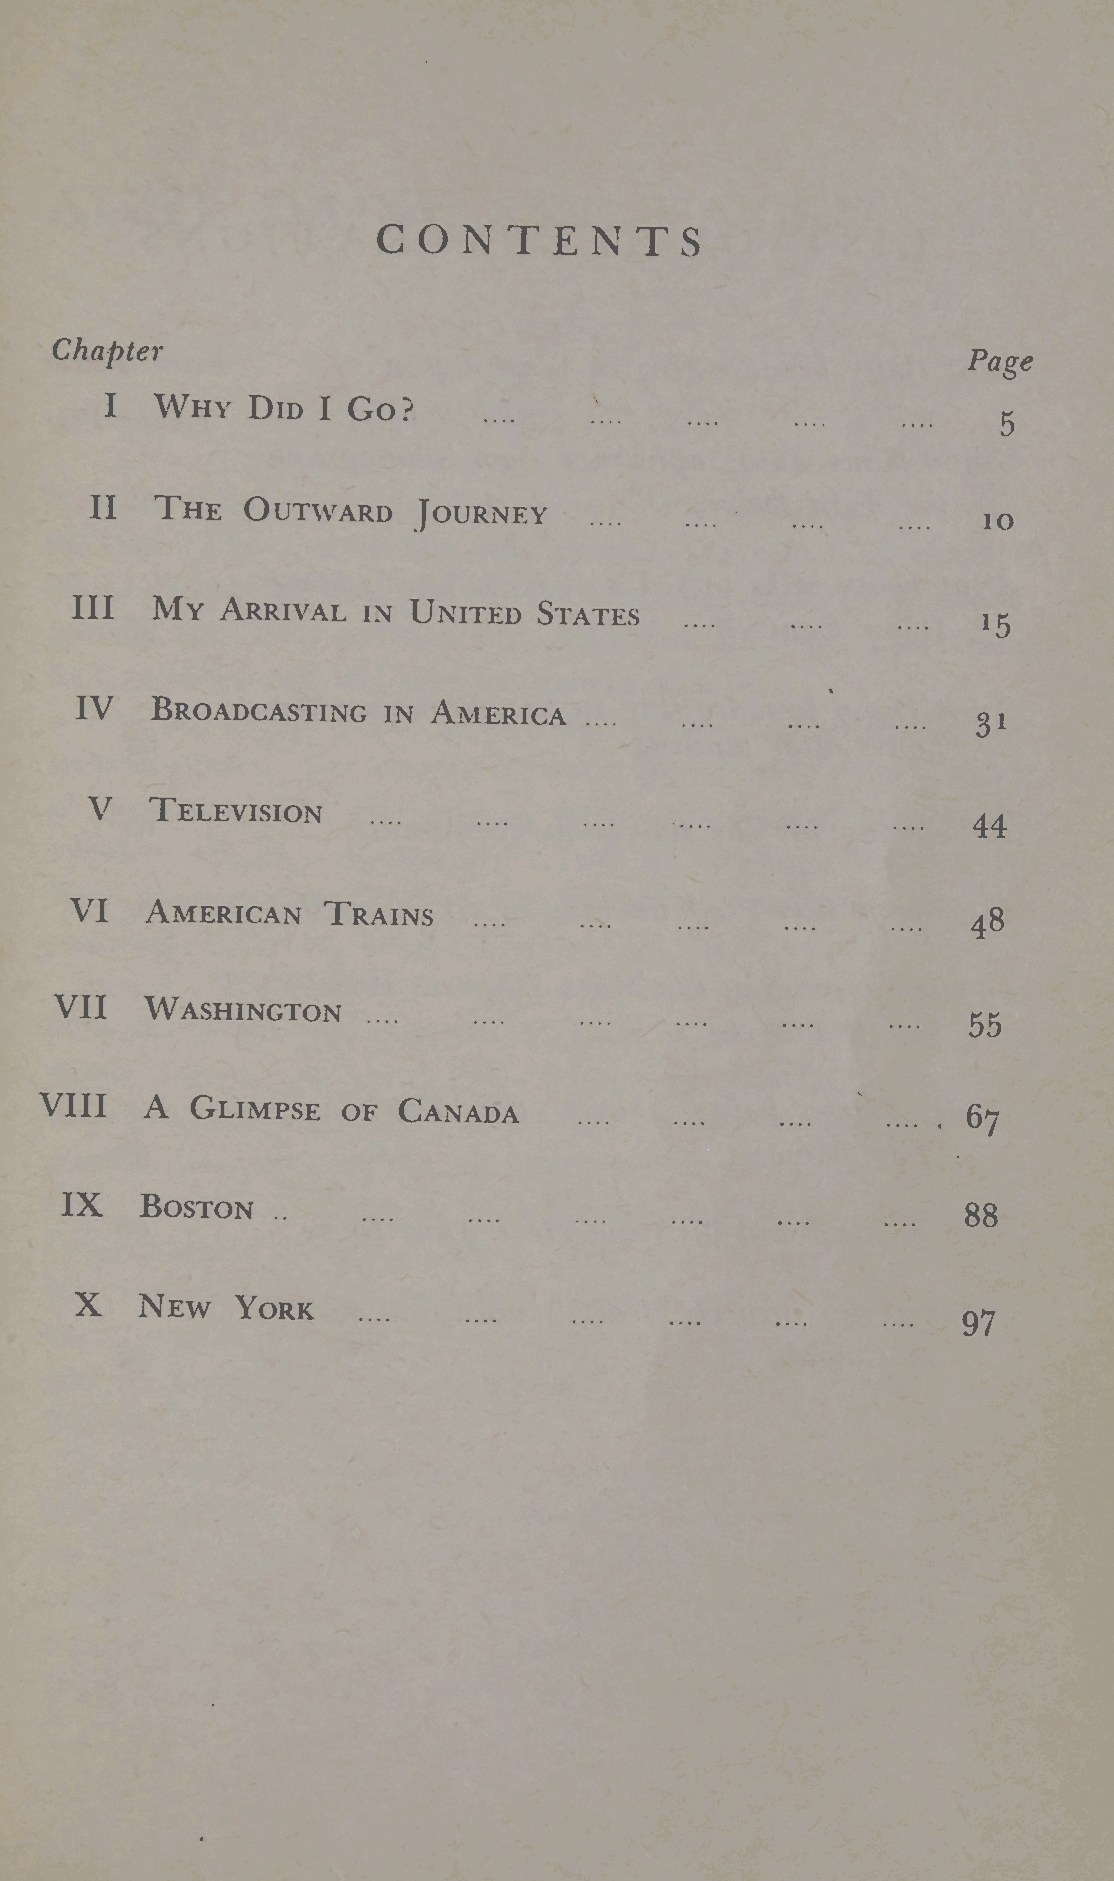 CONTENTS
Chapter Page
I Why Did I Go? .... .... .... .... .... 5
II The Outward Journey .... .... .... .... 10
III My Arrival in United States .... .... .... 15
IV Broadcasting in America .... .... .... .... 31
V Television .... .... .... .... .... .... 44
VI American Trains .... .... .... .... .... 48
VII Washington .... .... .... .... .... .... 55
VIII A Glimpse of Canada .... .... .... .... 67
IX Boston .. .... .... .... .... .... .... 88
X New York .... .... .... .... .... .... 97